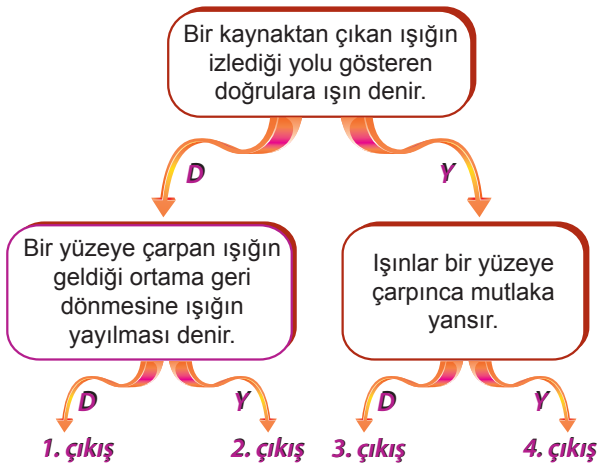 Bir kaynaktan çıkan ışığın
izlediği yolu gösteren
doğrulara ışın denir.
D
Y
Bir yüzeye çarpan ışığın
geldiği ortama geri
dönmesine ışığın
yayılması denir.
Işınlar bir yüzeye
çarpınca mutlaka
yansır.
D
Y
D
Y
1. çıkış
2. çıkış
3. çıkış
4. çıkış